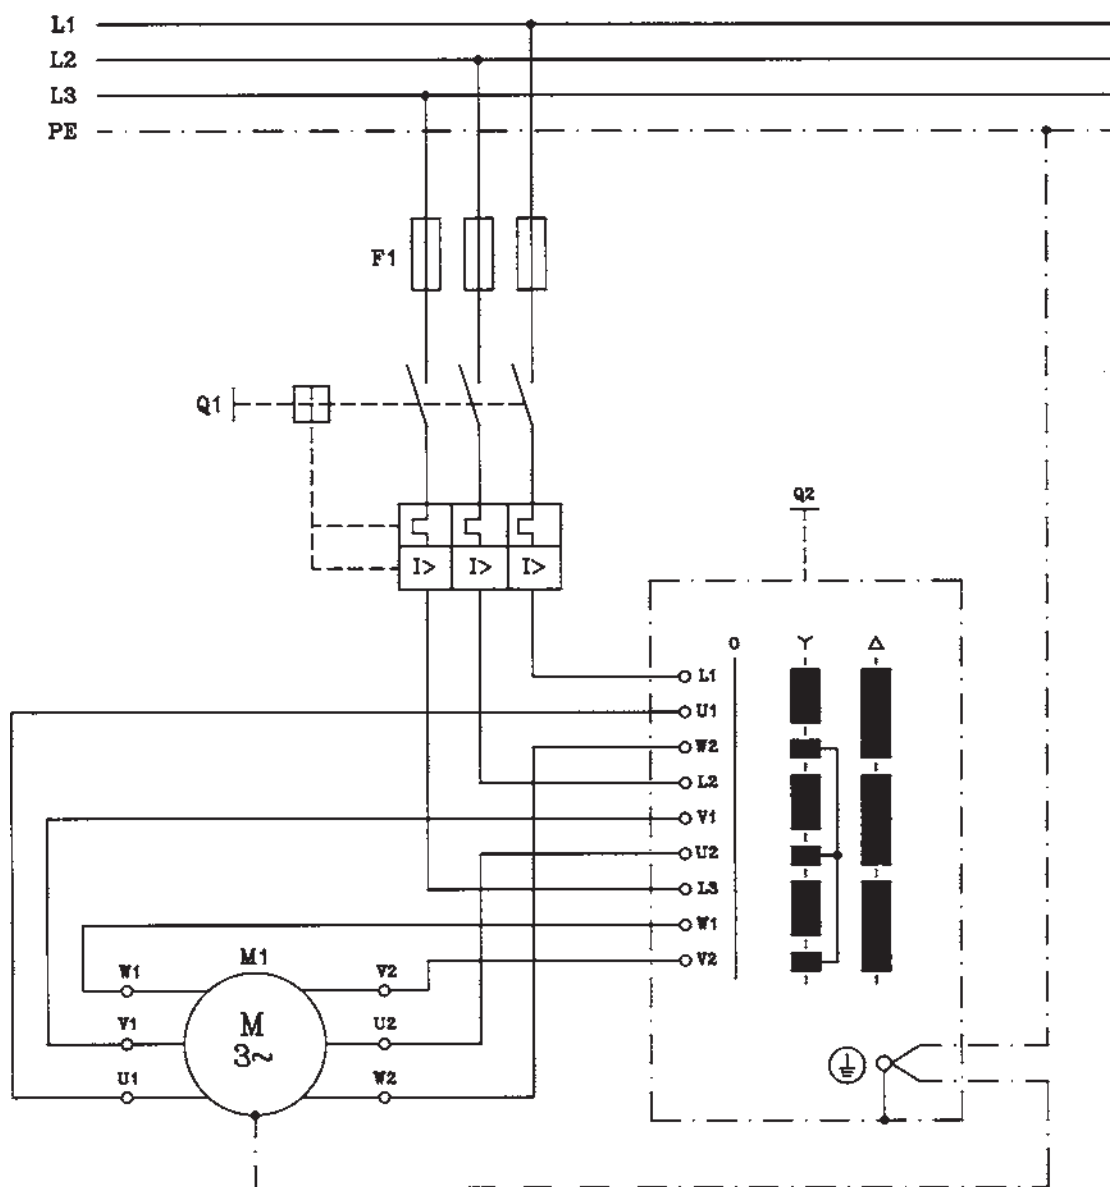 L1
L2
L3
PE
F1
Q1
Q2
I> I> I>
0 Y Δ
L1
U1
W2
L2
V1
U2
L3
W1
V2
M1
W1 V2
V1 M U2
3~
U1 W2